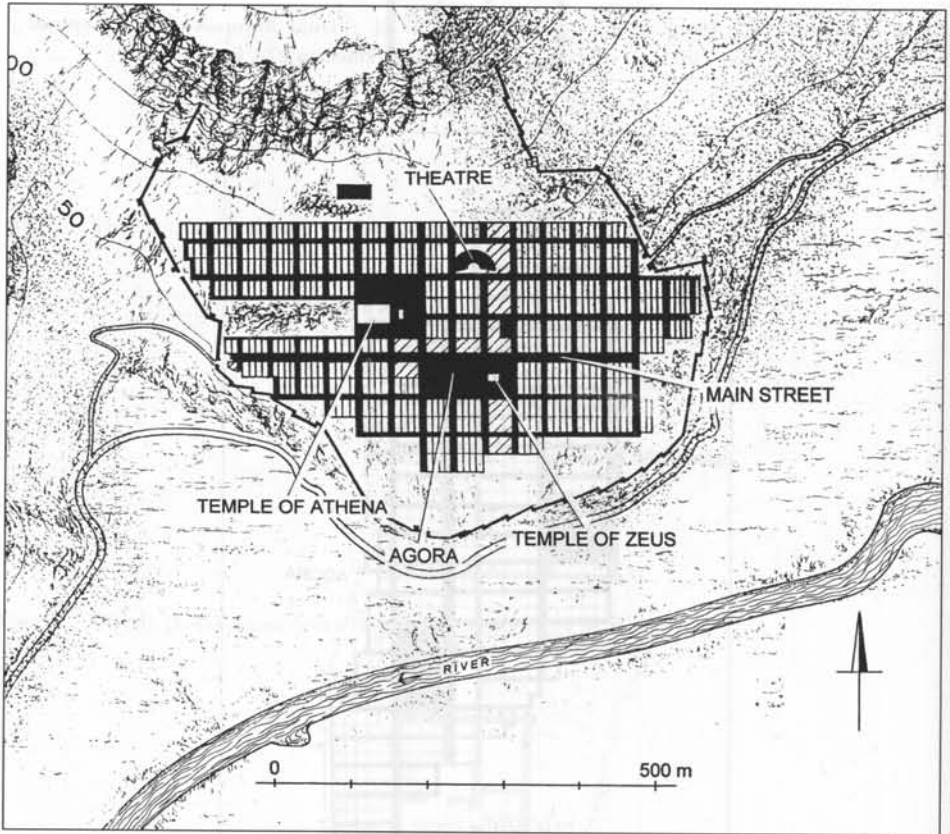 00
50
THEATRE
MAIN STREET
TEMPLE OF ATHENA
AGORA
TEMPLE OF ZEUS
RIVER
0 500 m